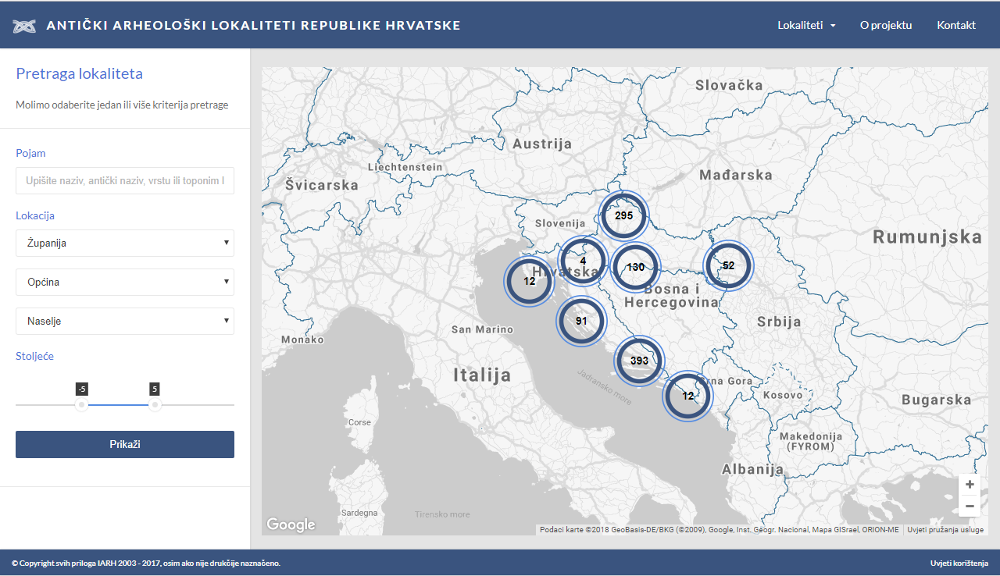 ANTIČKI ARHEOLOŠKI LOKALITETI REPUBLIKE HRVATSKE
Lokaliteti
O projektu
Kontakt
Pretraga lokaliteta
Molimo odaberite jedan ili više kriterija pretrage
Pojam
Upišite naziv, antički naziv, vrstu ili toponim l
Lokacija
Županija
Općina
Naselje
Stoljeće
-5
5
Prikaži
Slovačka
Austrija
Liechtenstein
Švicarska
Mađarska
295
Slovenija
Rumunjska
4
Hrvatska
130
52
12
Bosna i
Hercegovina
91
Srbija
San Marino
Monako
393
Italija
Jadransko more
Crna Gora
12
Kosovo
Bugarska
Corse
Makedonija
(FYROM)
Albanija
Sardegna
Tirensko more
+
−
Google
Podaci karte ©2018 GeoBasis-DE/BKG (©2009), Google, Inst. Geogr. Nacional, Mapa GISrael, ORION-ME
Uvjeti pružanja usluge
© Copyright svih priloga IARH 2003 - 2017, osim ako nije drukčije naznačeno.
Uvjeti korištenja